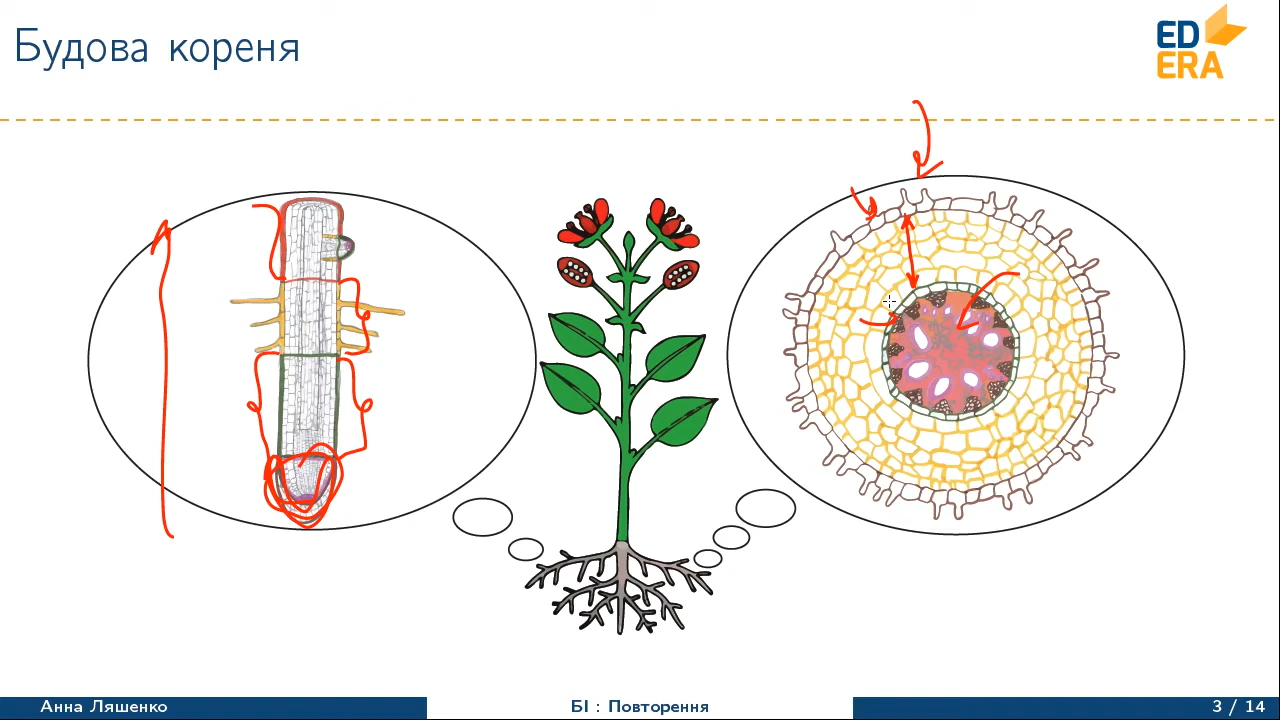 Будова кореня
ED
ERA
Анна Ляшенко
БІ : Повторення
3 / 14